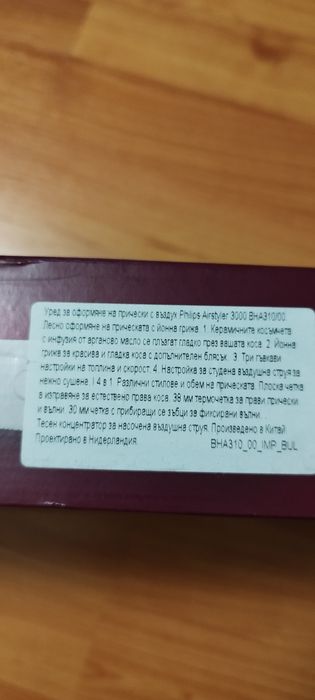 Уред за оформяне на прически с въздух Philips Airstyler 3000 BHA310/00
Лесно оформяне на прическата с йонна грижа. 1. Керамичните косъмчета
с инфузия от арганово масло се плъзгат гладко през вашата коса. 2. Йонна
грижа за красива и гладка коса с допълнителен блясък. 3. Три гъвкави
настройки на топлина и скорост. 4. Настройка за студена въздушна струя за
нежно сушене. | 4 в 1. Различни стилове и обем на прическата. Плоска четка
а изправяне за естествено права коса. 38 mm термочетка за прави прически
и вълни. 30 mm четка с прибиращи се зъбци за фиксирани вълни.
Тесен концентратор за насочена въздушна струя. Произведено в Китай.
Проектирано в Нидерландия. BHA310_00_IMP_BUL